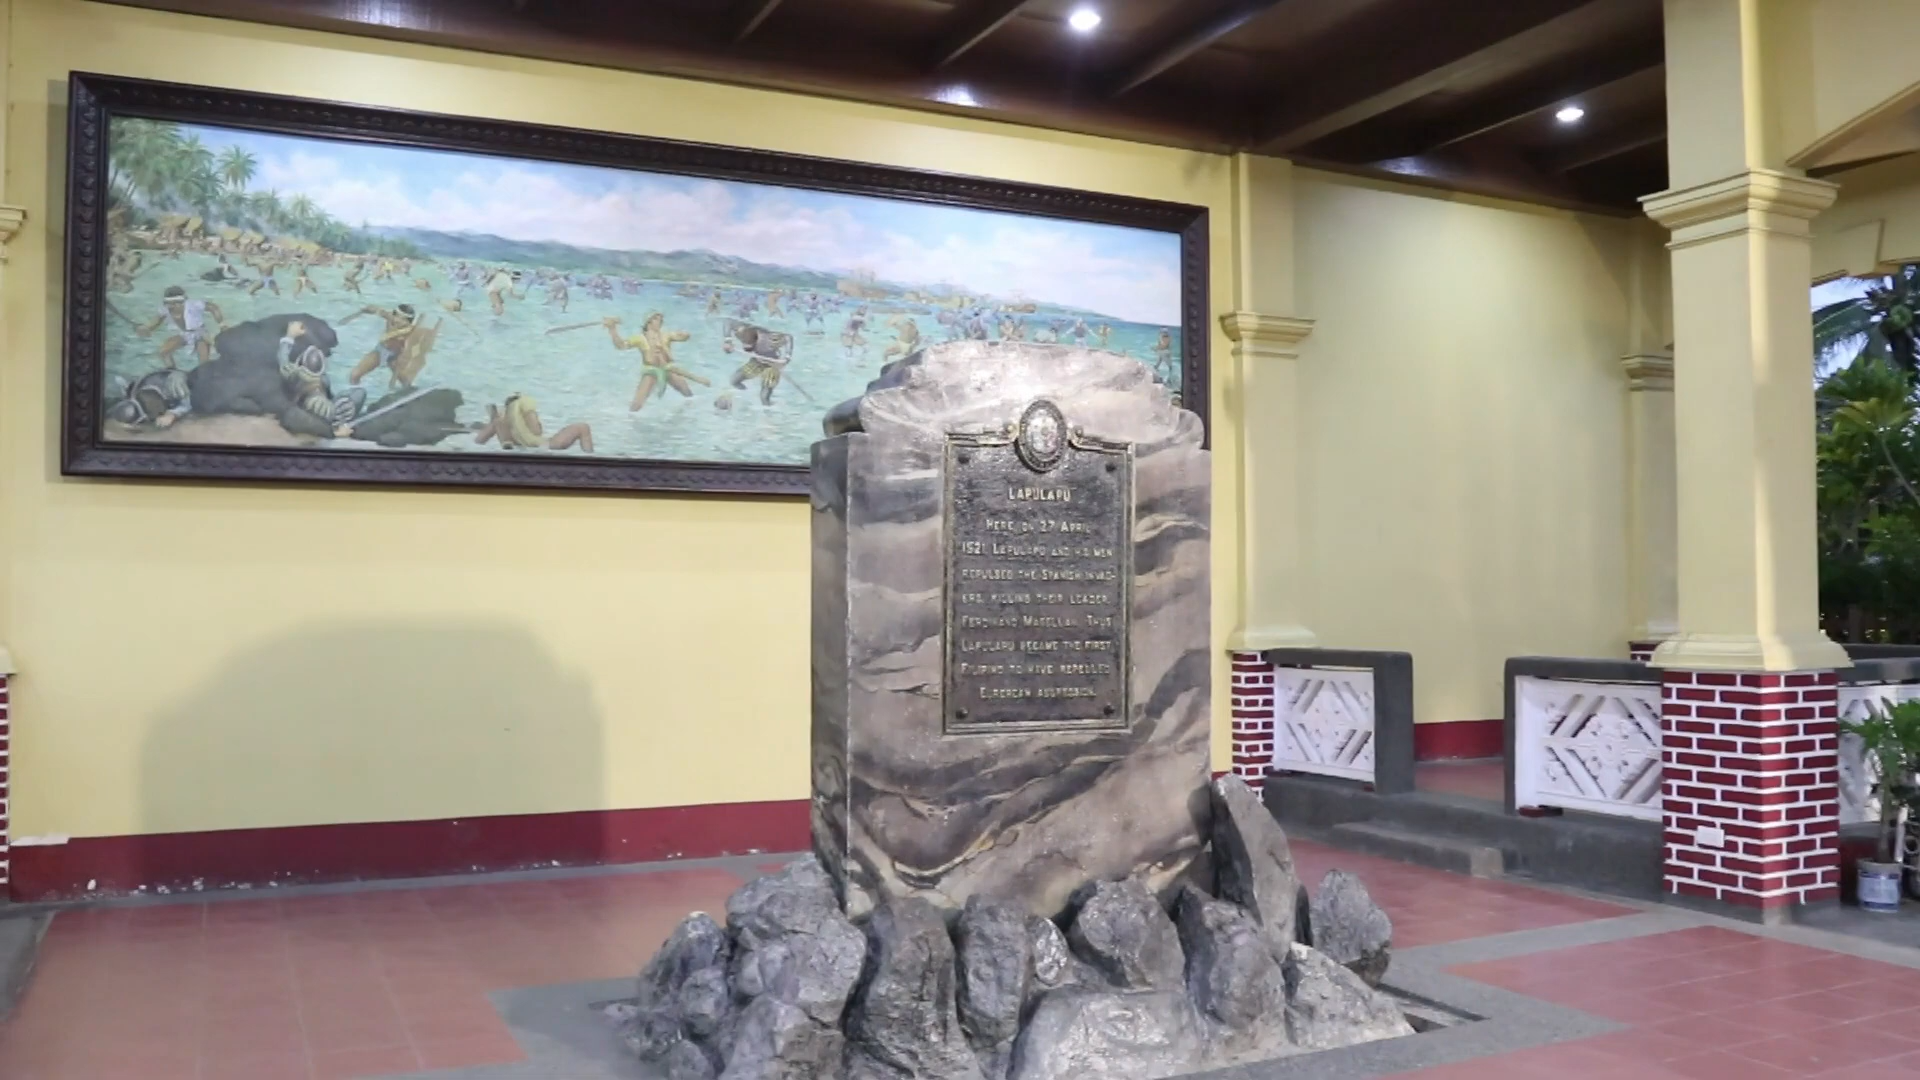 LAPULAPU
HERE, ON 27 APRIL
1521, LAPULAPU AND HIS MEN
REPULSED THE SPANISH INVAD-
ERS, KILLING THEIR LEADER,
FERDINAND MAGELLAN. THUS,
LAPULAPU BECAME THE FIRST
FILIPINO TO HAVE REPELLED
EUROPEAN AGGRESSION.